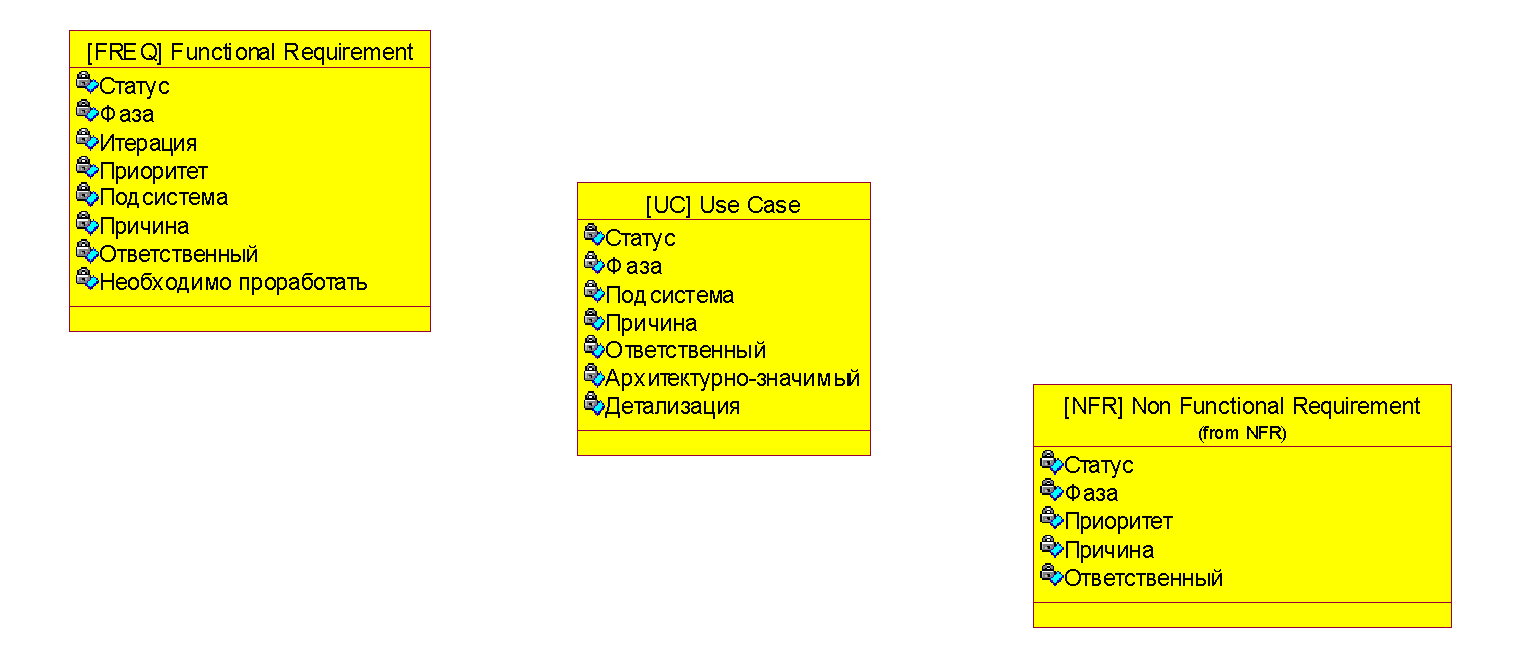 [FREQ] Functional Requirement
Статус
Фаза
Итерация
Приоритет
Подсистема
Причина
Ответственный
Необходимо проработать
[UC] Use Case
Статус
Фаза
Подсистема
Причина
Ответственный
Архитектурно-значимый
Детализация
[NFR] Non Functional Requirement
(from NFR)
Статус
Фаза
Приоритет
Причина
Ответственный